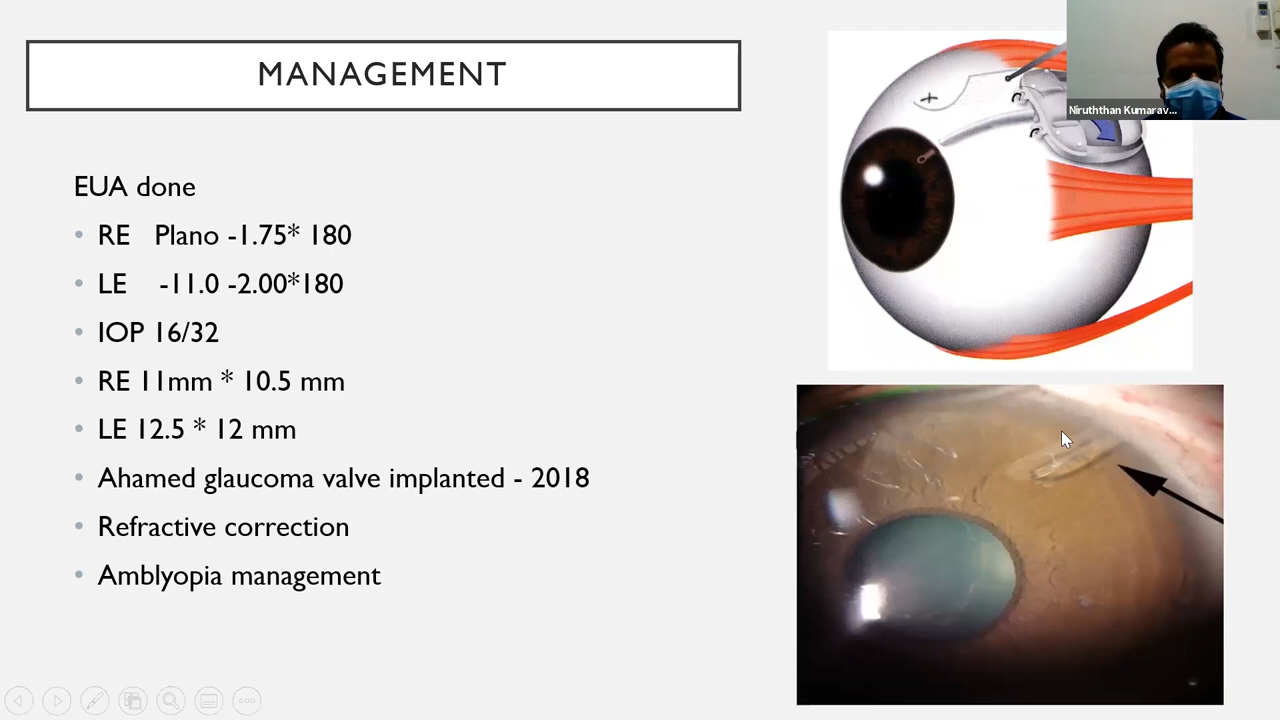 MANAGEMENT
Niruththan Kumarav...
EUA done
• RE Plano -1.75* 180
• LE -11.0 -2.00*180
• IOP 16/32
• RE 11mm * 10.5 mm
• LE 12.5 * 12 mm
• Ahamed glaucoma valve implanted - 2018
• Refractive correction
• Amblyopia management